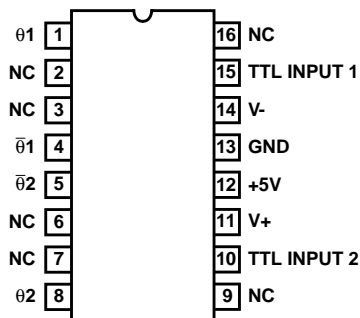 θ1 1 16 NC
NC 2 15 TTL INPUT 1
NC 3 14 V-
θ̅1 4 13 GND
θ̅2 5 12 +5V
NC 6 11 V+
NC 7 10 TTL INPUT 2
θ2 8 9 NC